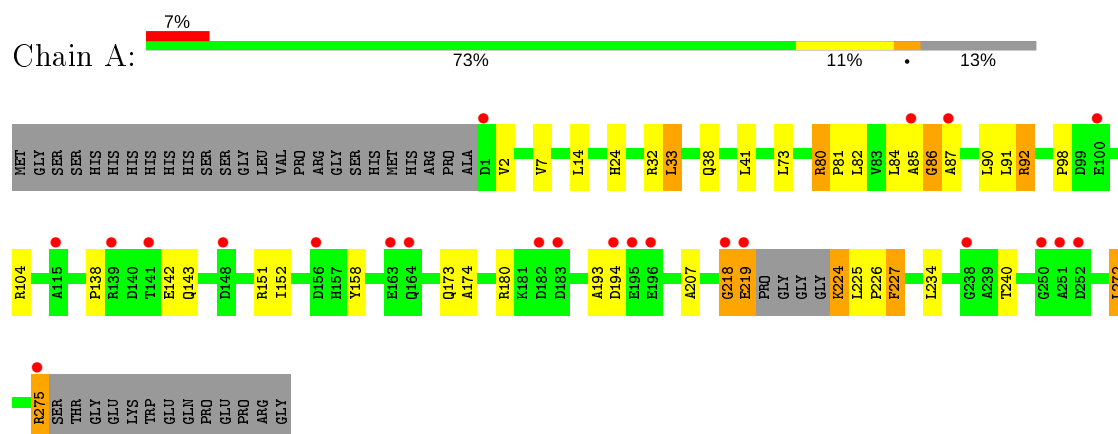 7%
Chain A:
73% 11% • 13%
MET GLY SER SER HIS HIS HIS HIS HIS HIS SER SER GLY LEU VAL PRO ARG GLY SER HIS MET HIS ARG PRO ALA D1 V2 V7 L14 H24 R32 L33 Q38 L41 L73 R80 P81 L82 V83 L84 A85 G86 A87 L90 L91 R92 P98 D99 E100
R104 A115 P138 R139 D140 T141 E142 Q143 D148 R151 I152 D156 H157 Y158 E163 Q164 Q173 A174 R180 K181 D182 D183 A193 D194 E195 E196 A207 G218 E219 PRO GLY GLY GLY K224 L225 P226 F227 L234 G238 A239 T240 G250 A251 D252
R275 SER THR GLY GLU LYS TRP GLU GLN PRO GLU PRO ARG GLY